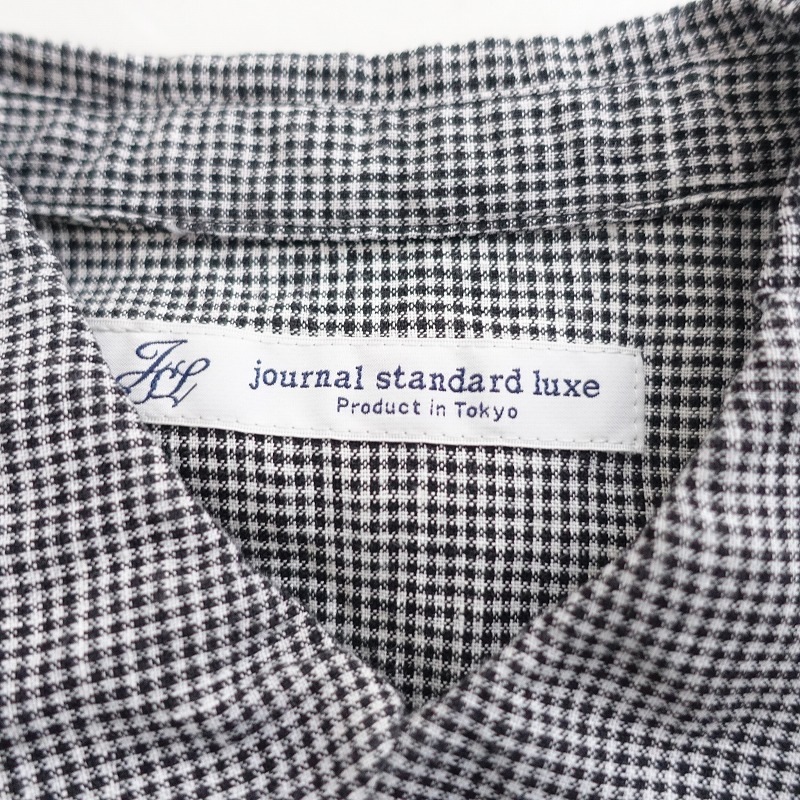 JSL
journal standard luxe
Product in Tokyo